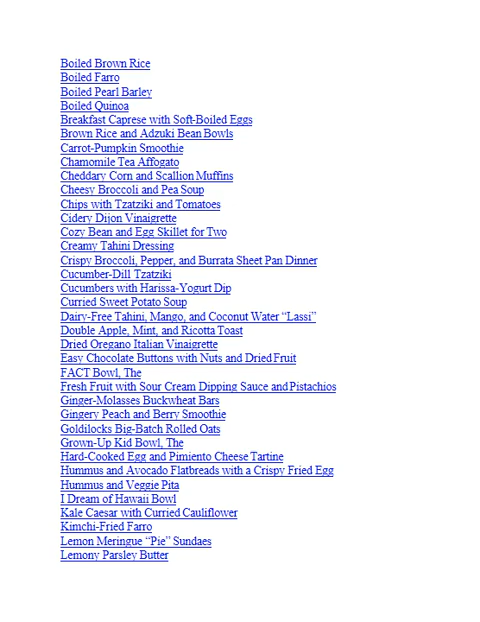 Boiled Brown Rice
Boiled Farro
Boiled Pearl Barley
Boiled Quinoa
Breakfast Caprese with Soft-Boiled Eggs
Brown Rice and Adzuki Bean Bowls
Carrot-Pumpkin Smoothie
Chamomile Tea Affogato
Cheddary Corn and Scallion Muffins
Cheesy Broccoli and Pea Soup
Chips with Tzatziki and Tomatoes
Cidery Dijon Vinaigrette
Cozy Bean and Egg Skillet for Two
Creamy Tahini Dressing
Crispy Broccoli, Pepper, and Burrata Sheet Pan Dinner
Cucumber-Dill Tzatziki
Cucumbers with Harissa-Yogurt Dip
Curried Sweet Potato Soup
Dairy-Free Tahini, Mango, and Coconut Water “Lassi”
Double Apple, Mint, and Ricotta Toast
Dried Oregano Italian Vinaigrette
Easy Chocolate Buttons with Nuts and Dried Fruit
FACT Bowl, The
Fresh Fruit with Sour Cream Dipping Sauce and Pistachios
Ginger-Molasses Buckwheat Bars
Gingery Peach and Berry Smoothie
Goldilocks Big-Batch Rolled Oats
Grown-Up Kid Bowl, The
Hard-Cooked Egg and Pimiento Cheese Tartine
Hummus and Avocado Flatbreads with a Crispy Fried Egg
Hummus and Veggie Pita
I Dream of Hawaii Bowl
Kale Caesar with Curried Cauliflower
Kimchi-Fried Farro
Lemon Meringue “Pie” Sundaes
Lemony Parsley Butter